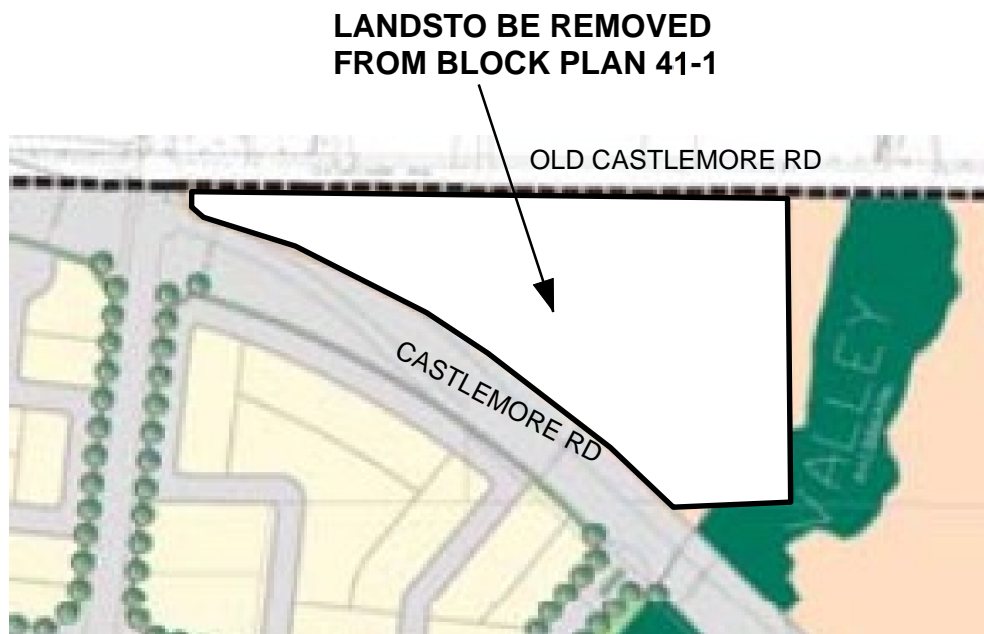 LANDSTO BE REMOVED
FROM BLOCK PLAN 41-1
OLD CASTLEMORE RD
CASTLEMORE RD
VALLEY